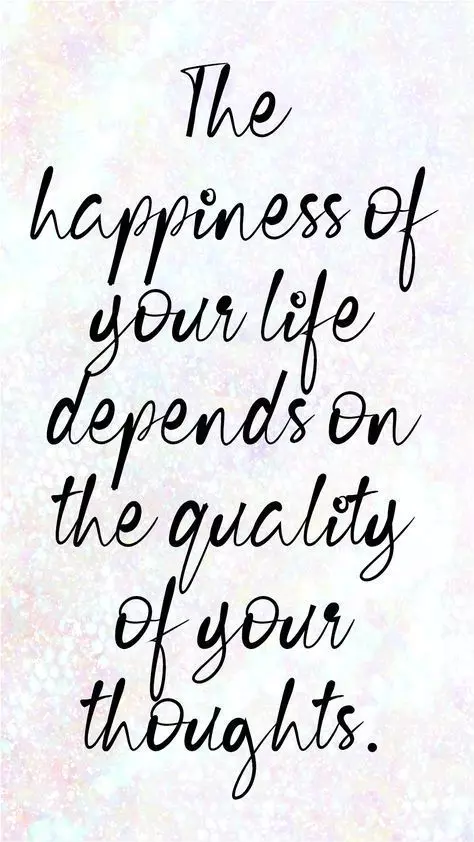 The
happiness of
your life
depends on
the quality
of your
thoughts.